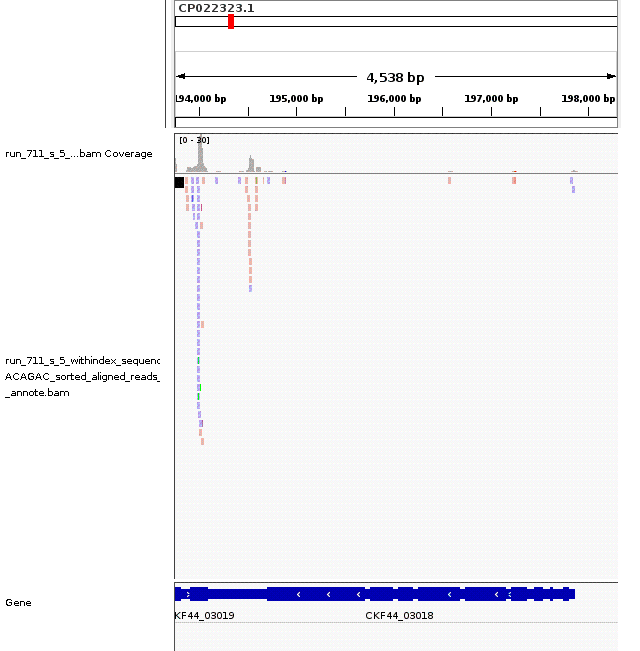 CP022323.1
4,538 bp
194,000 bp 195,000 bp 196,000 bp 197,000 bp 198,000 bp
[0 - 30]
run_711_s_5_...bam Coverage
run_711_s_5_withindex_sequenc
ACAGAC_sorted_aligned_reads_
_annote.bam
Gene
KF44_03019 CKF44_03018